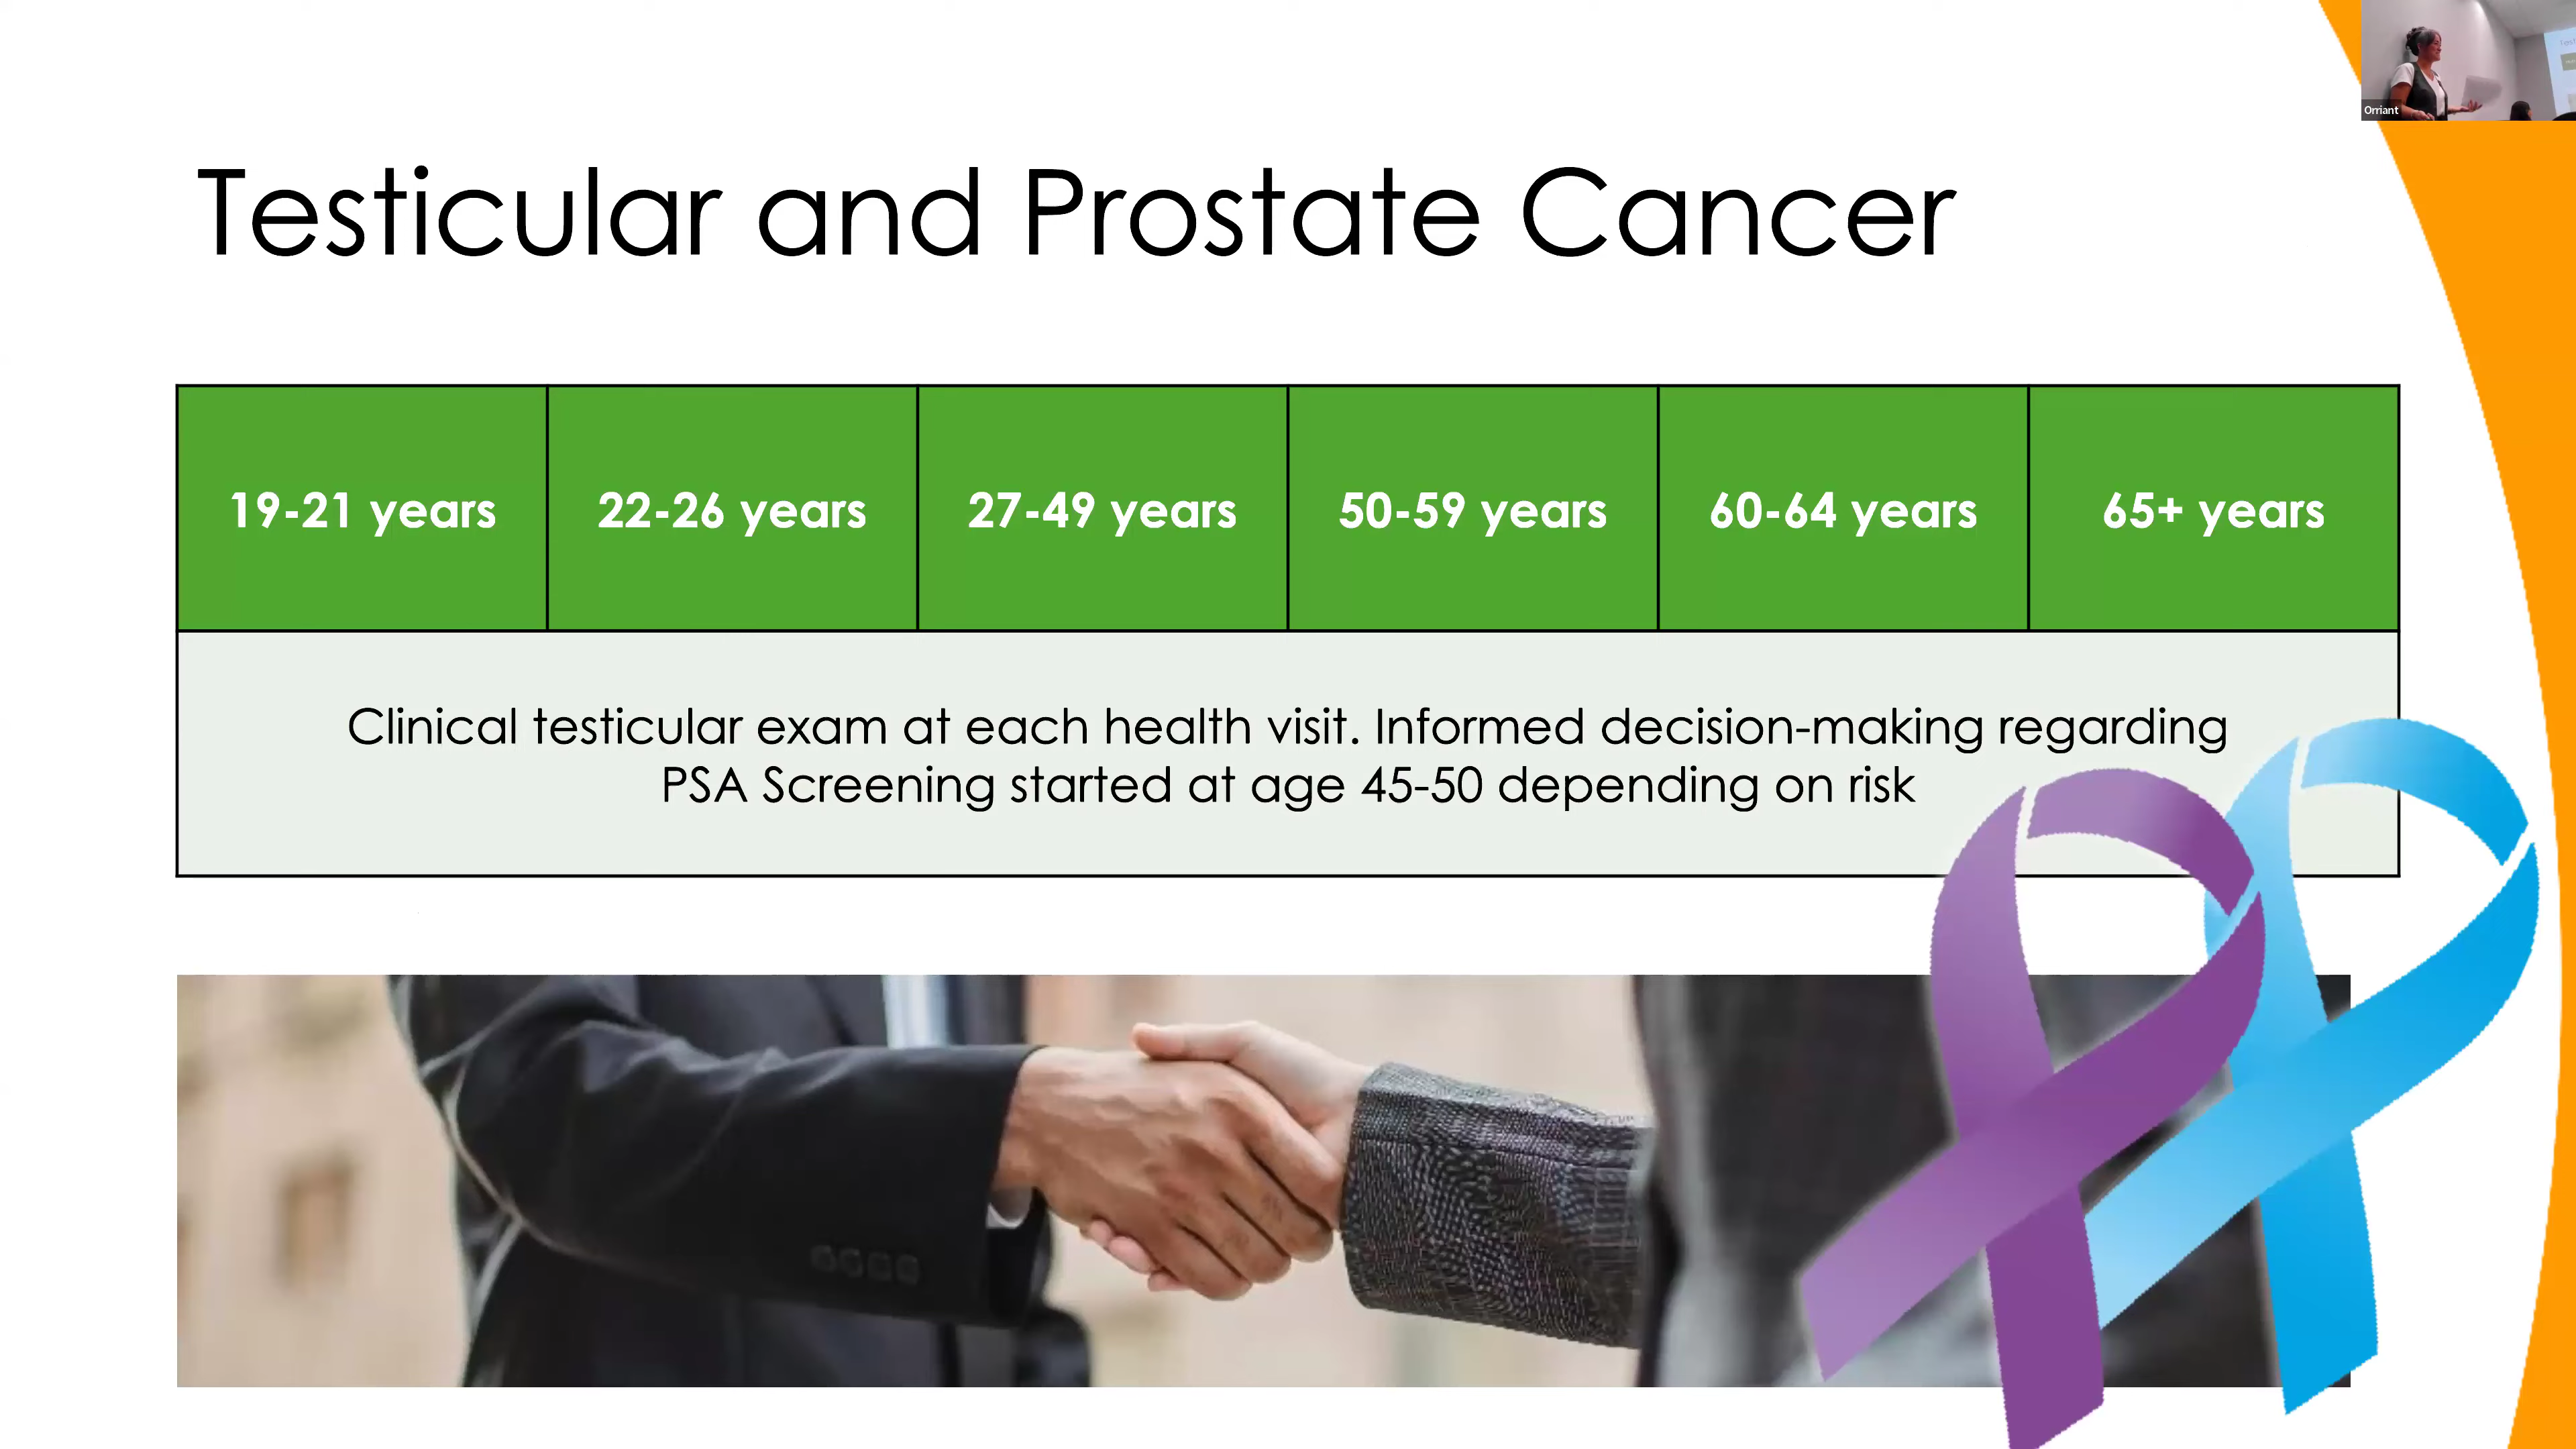 Orriant
Testicular and Prostate Cancer
19-21 years
22-26 years
27-49 years
50-59 years
60-64 years
65+ years
Clinical testicular exam at each health visit. Informed decision-making regarding
PSA Screening started at age 45-50 depending on risk